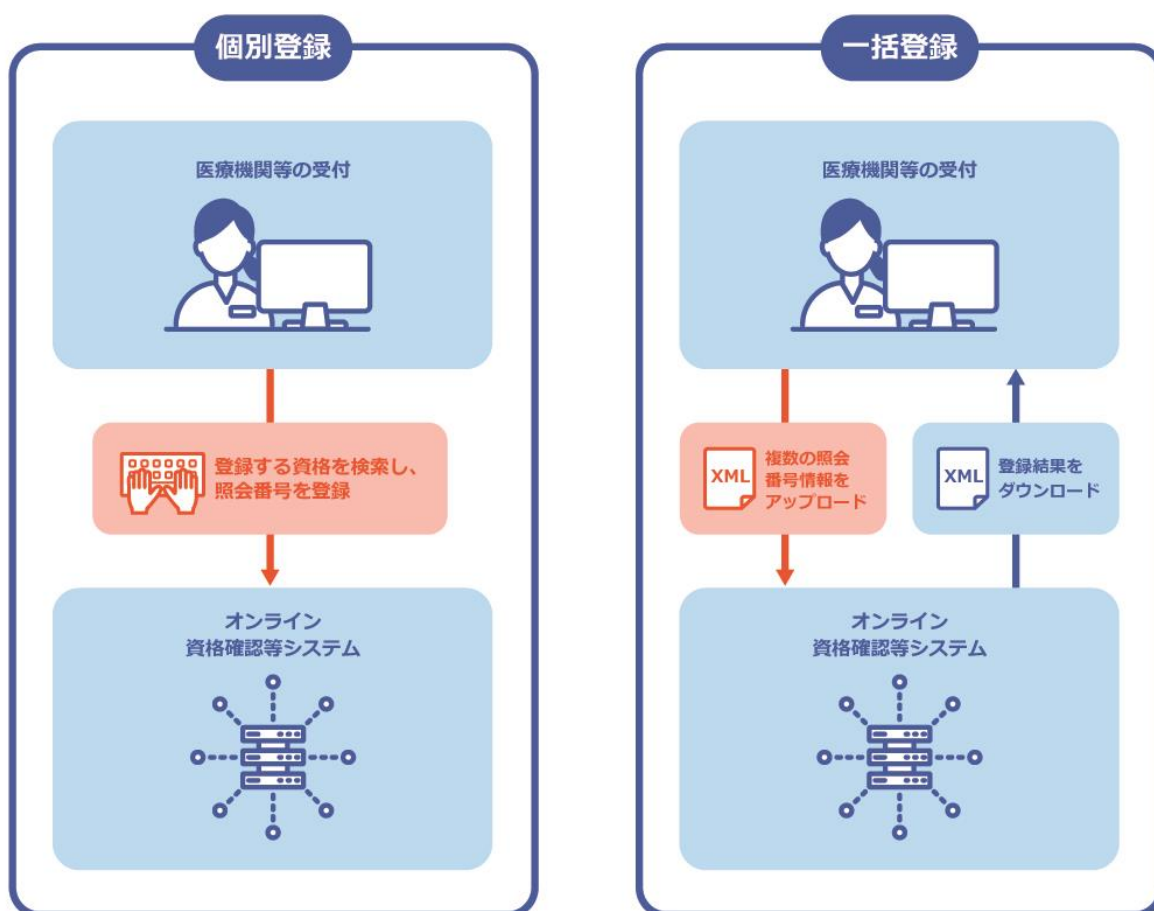 個別登録
医療機関等の受付
登録する資格を検索し、
照会番号を登録
オンライン
資格確認等システム
一括登録
医療機関等の受付
XML
複数の照会
番号情報を
アップロード
XML
登録結果を
ダウンロード
オンライン
資格確認等システム